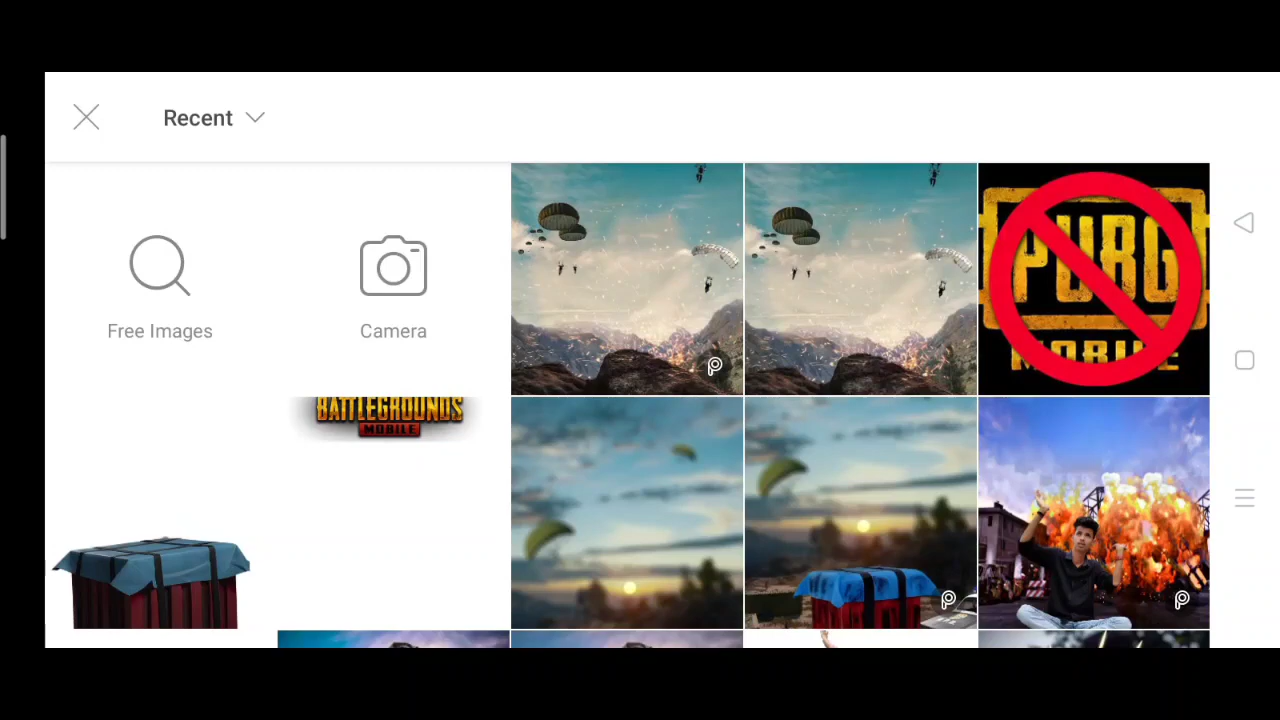 Recent
Free Images
Camera
PUBG
MOBILE
BATTLEGROUNDS
MOBILE